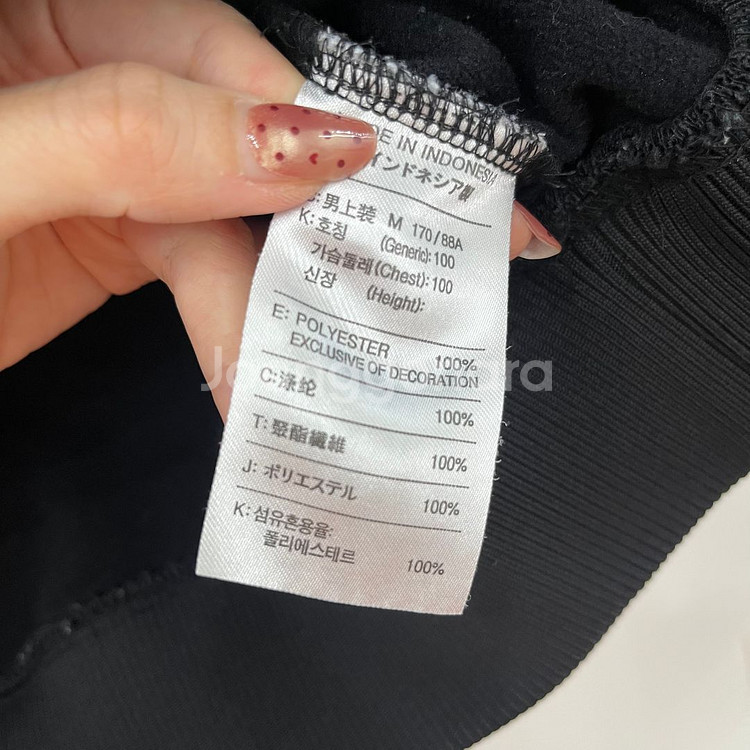 DE IN INDONESIA
インドネシア製
: 男上装 M 170/88A
K: 호칭 (Generic): 100
가슴둘레(Chest): 100
신장 (Height):
E: POLYESTER 100%
EXCLUSIVE OF DECORATION
C:涤纶 100%
T: 聚酯纖維 100%
J: ポリエステル 100%
K: 섬유혼용율:
폴리에스테르 100%